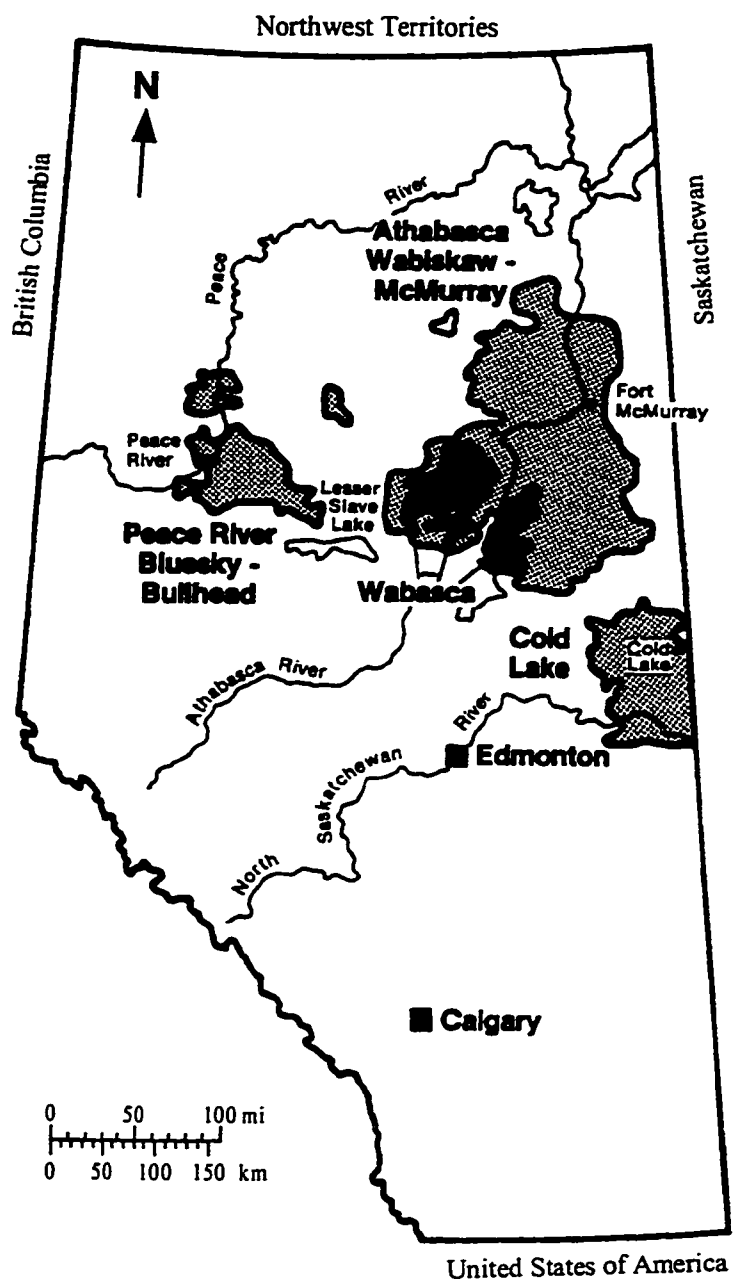 Northwest Territories
N
British Columbia
Saskatchewan
River
Peace
Athabasca
Wabiskaw -
McMurray
Fort
McMurray
Peace
River
Lesser
Slave
Lake
Peace River
Bluesky -
Bullhead
Wabasca
Cold
Lake
Cold
Lake
Athabasca River
River
Saskatchewan
North
Edmonton
Calgary
0 50 100 mi
0 50 100 150 km
United States of America